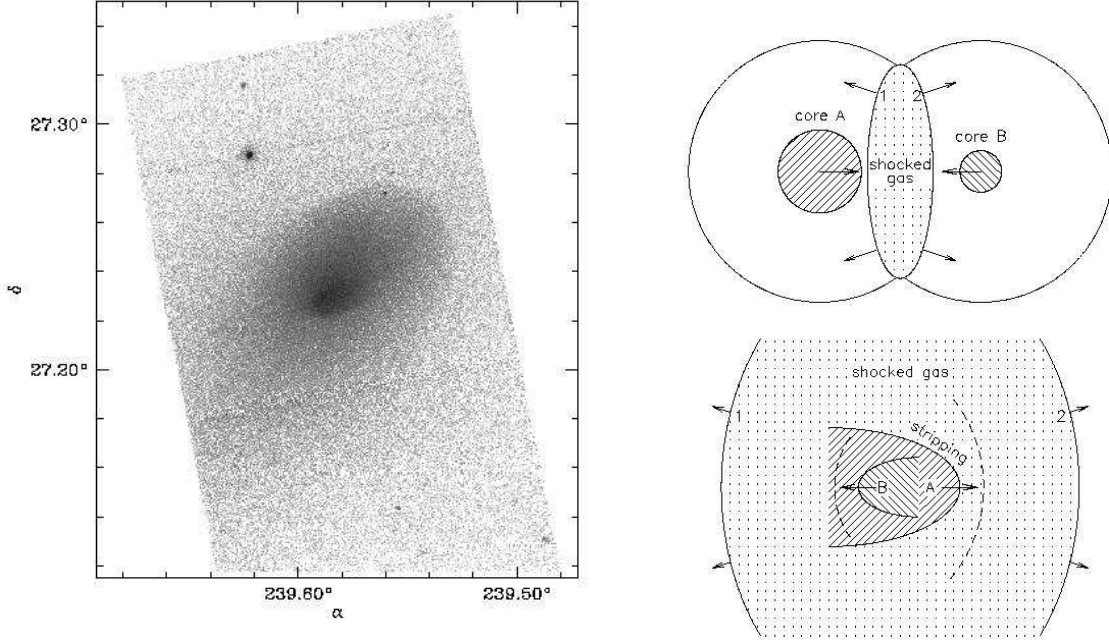 27.30°
27.20°
δ
239.60°
239.50°
α
1
2
core A
core B
shocked
gas
shocked gas
1
2
stripping
B
A